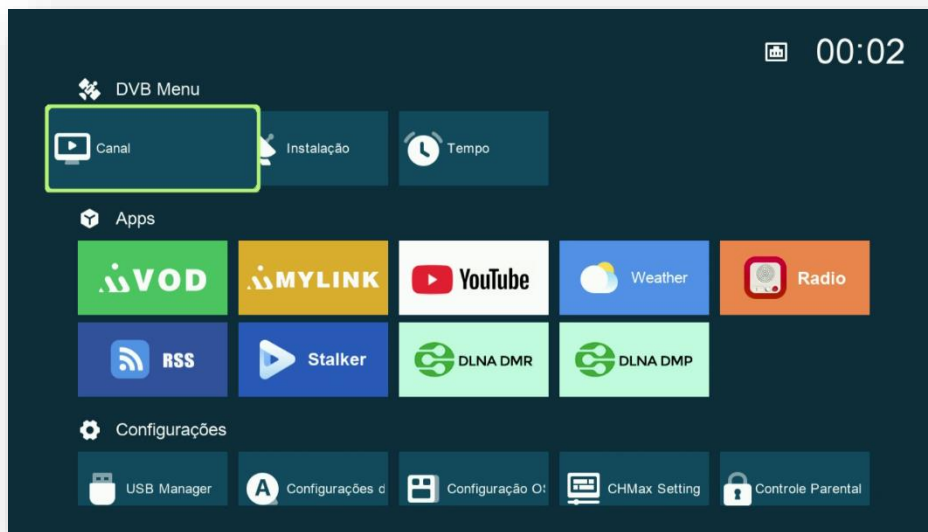 00:02
DVB Menu
Canal
Instalação
Tempo
Apps
VOD
MYLINK
YouTube
Weather
Radio
RSS
Stalker
DLNA DMR
DLNA DMP
Configurações
USB Manager
A
Configurações d
Configuração O
CHMax Setting
Controle Parental